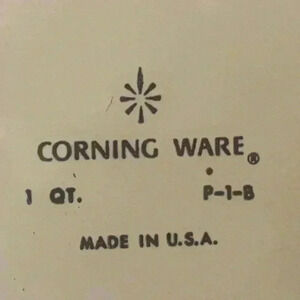 CORNING WARE®
1 QT. P-1-B
MADE IN U.S.A.